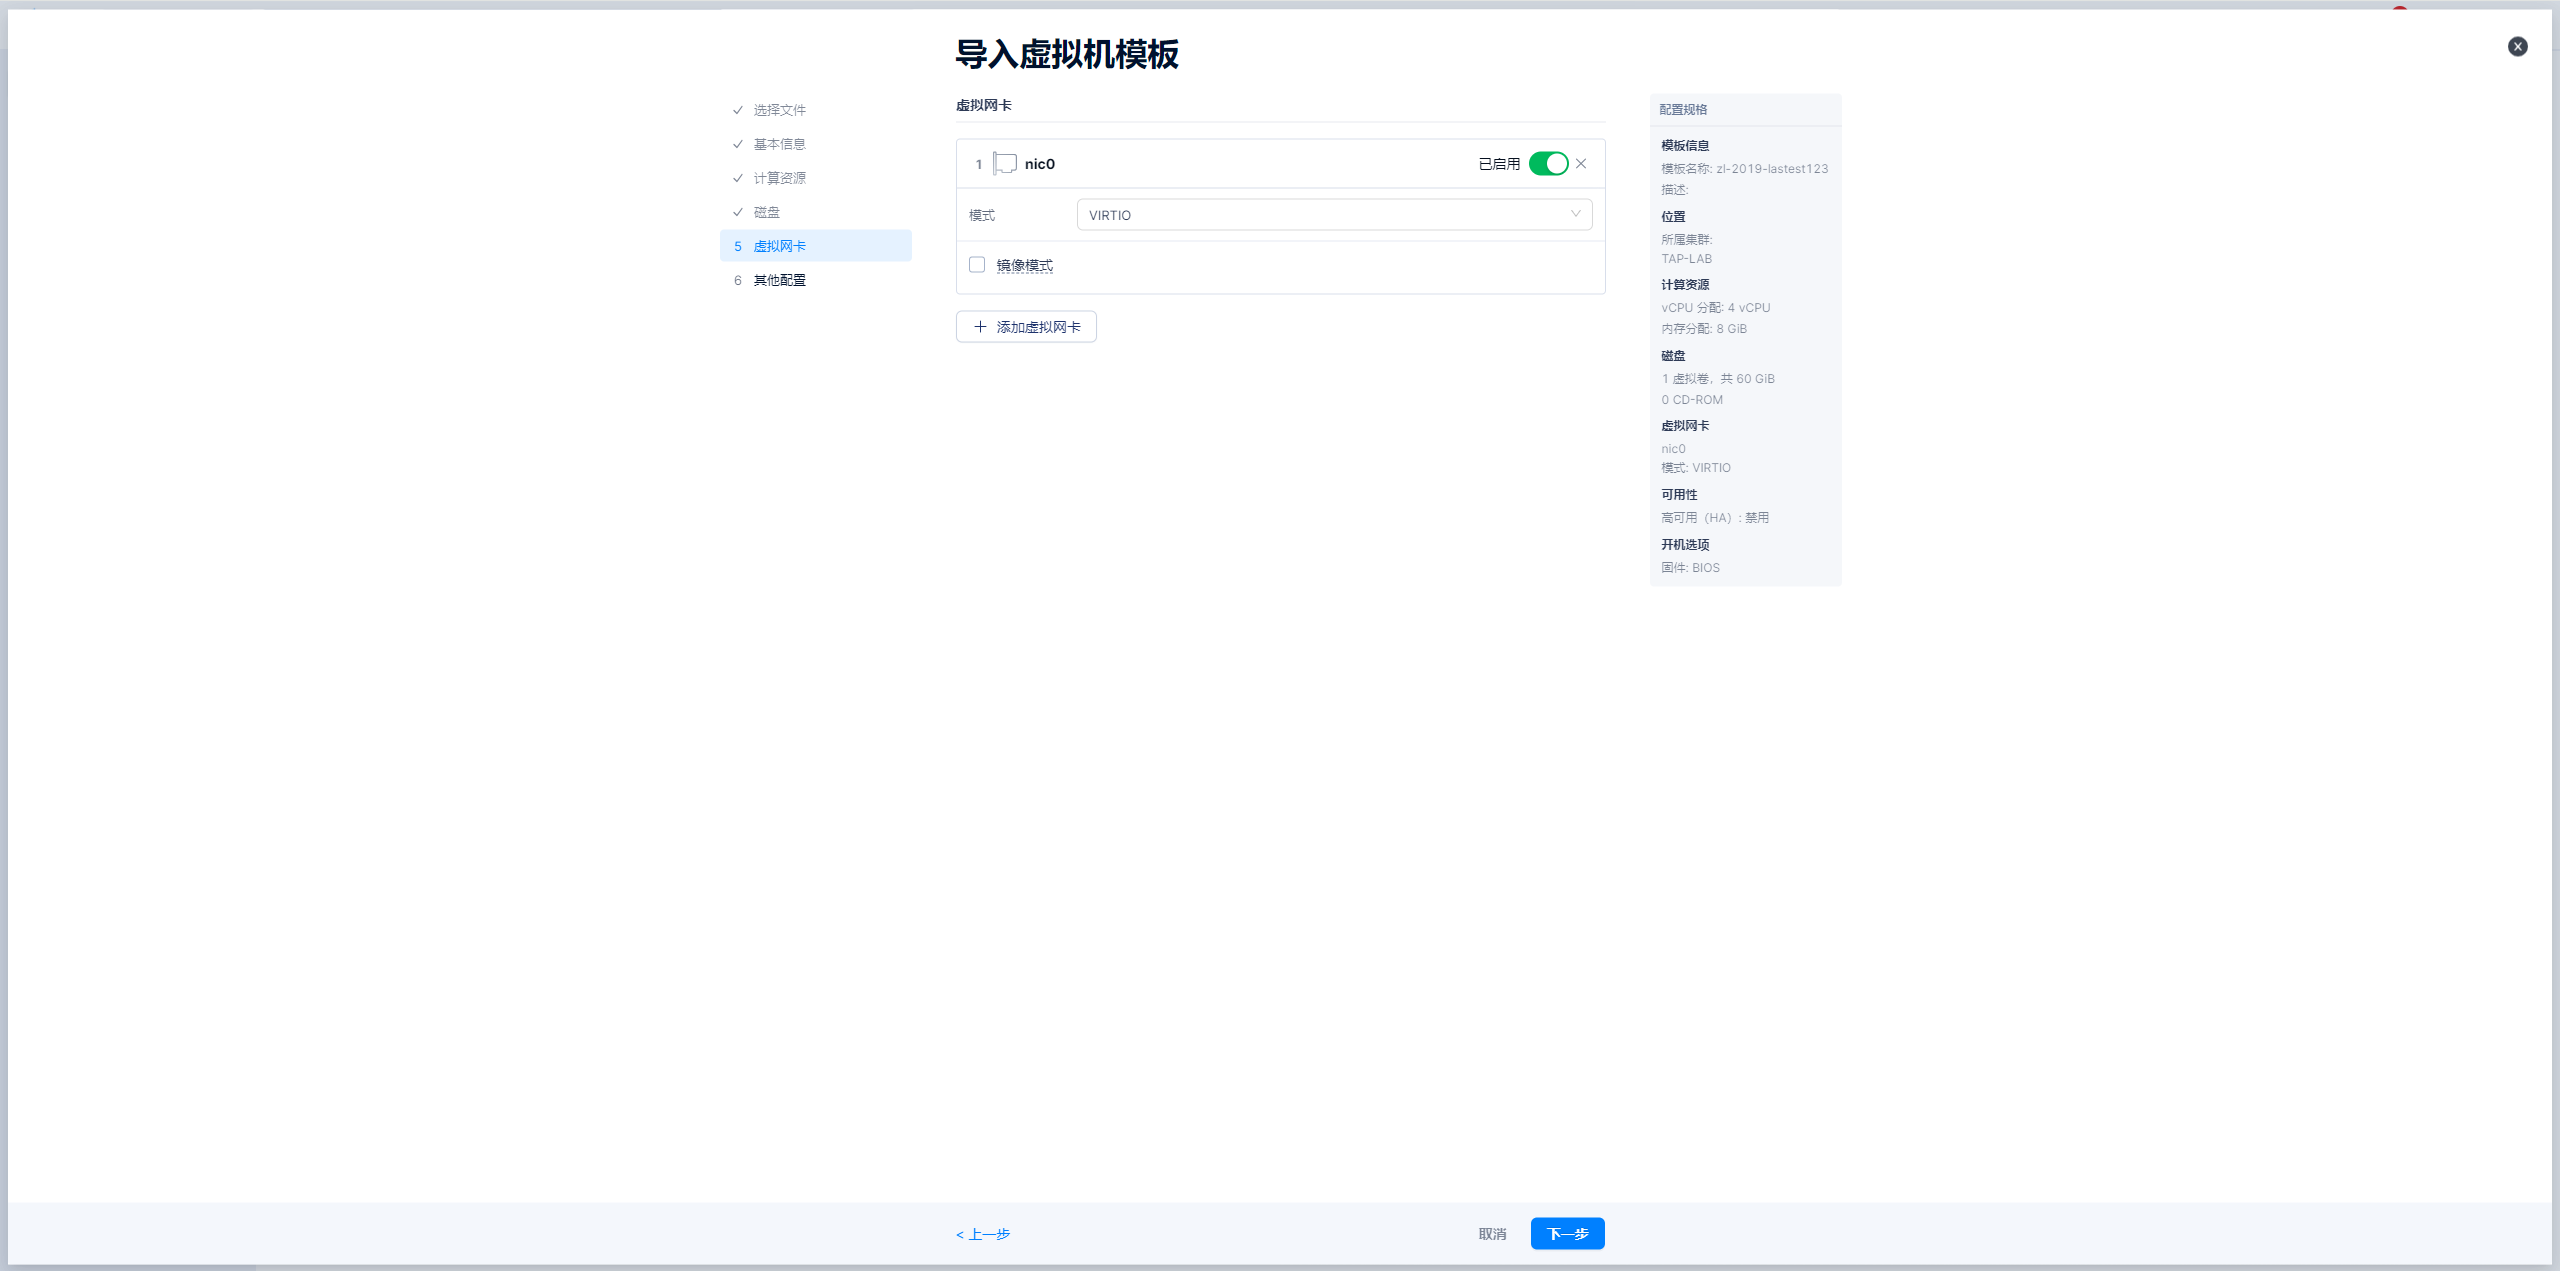 导入虚拟机模板
选择文件
基本信息
计算资源
磁盘
5 虚拟网卡
6 其他配置
虚拟网卡
1 nic0 已启用
模式 VIRTIO
镜像模式
添加虚拟网卡
配置规格
模板信息
模板名称: zl-2019-lastest123
描述:
位置
所属集群:
TAP-LAB
计算资源
vCPU 分配: 4 vCPU
内存分配: 8 GiB
磁盘
1 虚拟卷，共 60 GiB
0 CD-ROM
虚拟网卡
nic0
模式: VIRTIO
可用性
高可用（HA）: 禁用
开机选项
固件: BIOS
< 上一步
取消
下一步